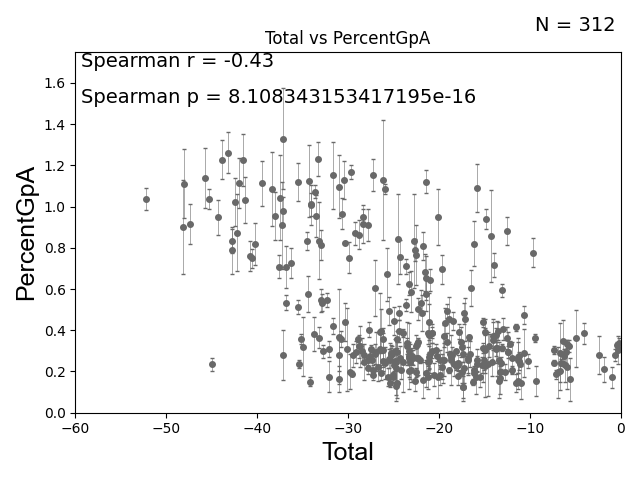 N = 312
Total vs PercentGpA
Spearman r = -0.43
Spearman p = 8.108343153417195e-16
1.6
1.4
1.2
1.0
0.8
0.6
0.4
0.2
0.0
PercentGpA
−60 −50 −40 −30 −20 −10 0
Total